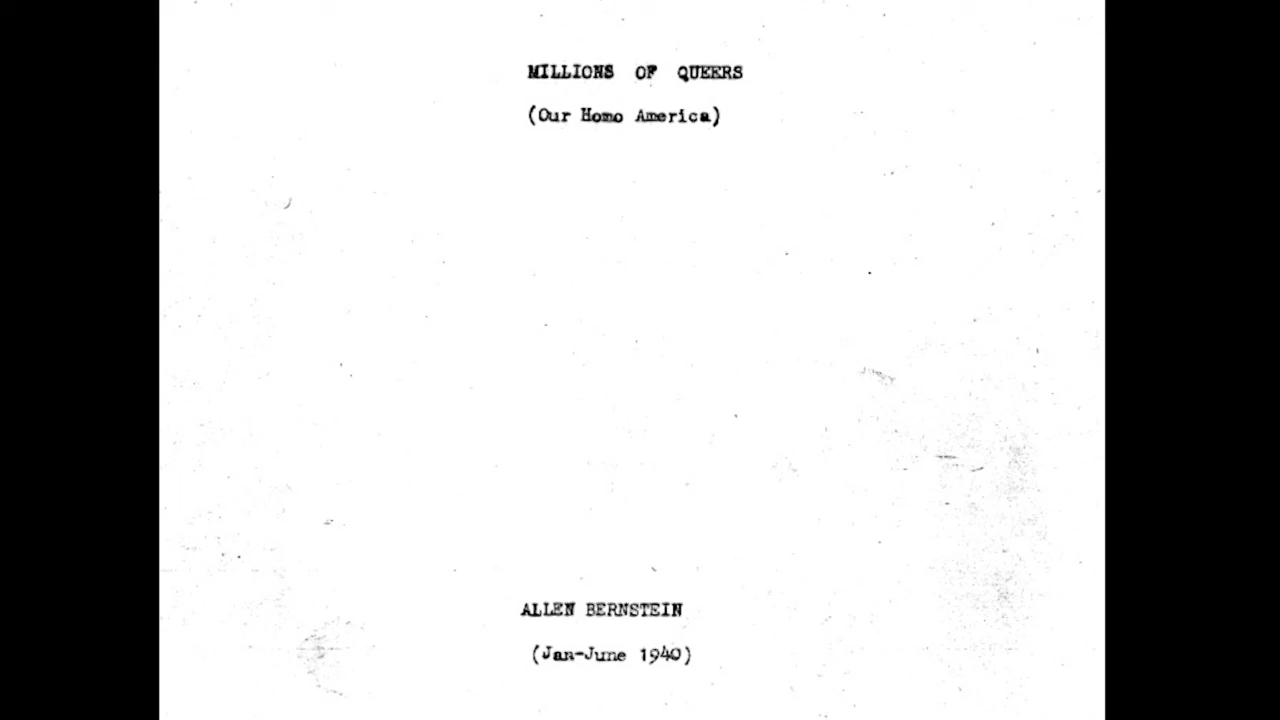 MILLIONS OF QUEERS
(Our Homo America)
ALLEN BERNSTEIN
(Jan-June 1940)